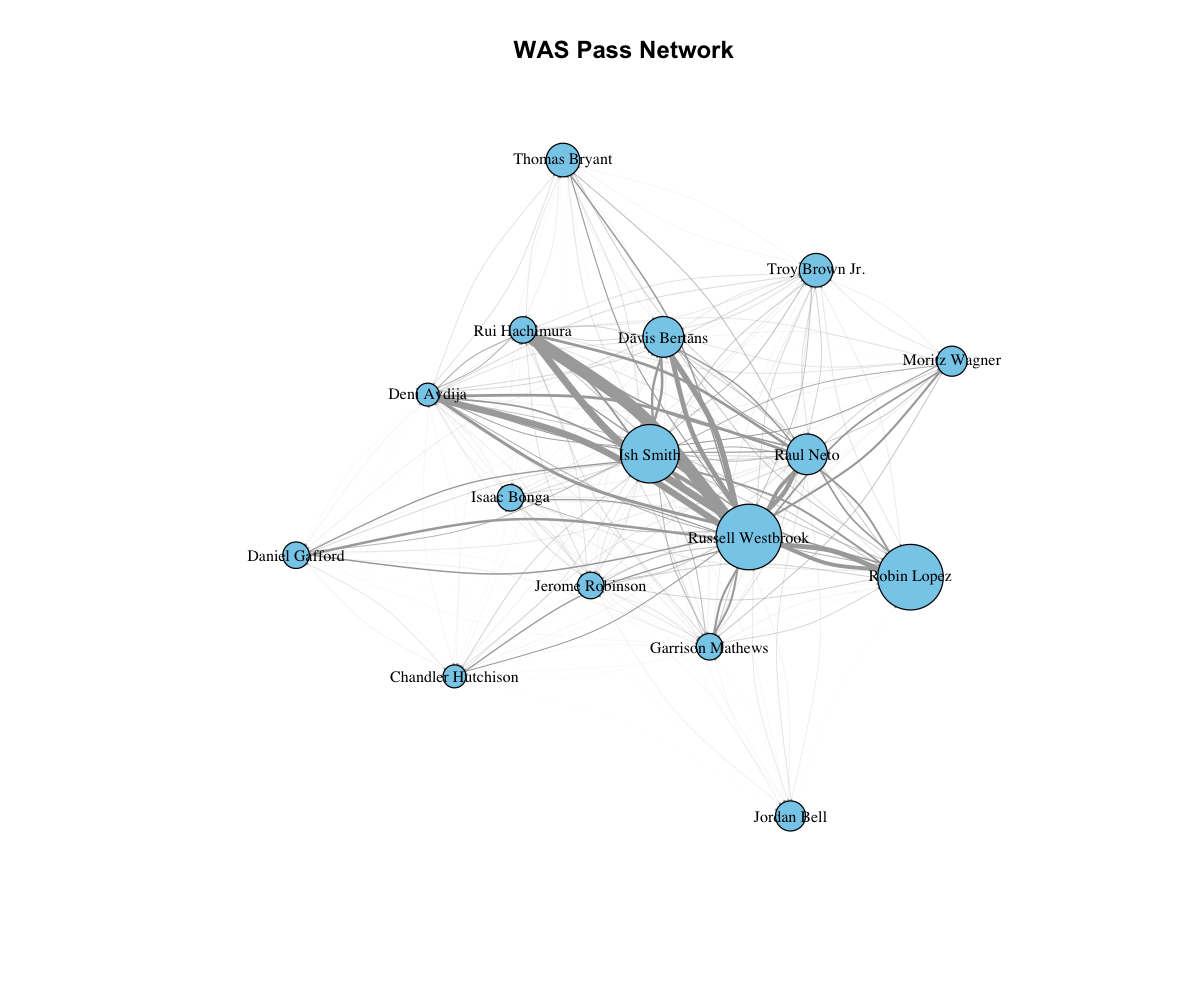 WAS Pass Network
Thomas Bryant
Troy Brown Jr.
Rui Hachimura
Dāvis Bertāns
Moritz Wagner
Deni Avdija
Ish Smith
Raul Neto
Isaac Bonga
Russell Westbrook
Daniel Gafford
Robin Lopez
Jerome Robinson
Garrison Mathews
Chandler Hutchison
Jordan Bell